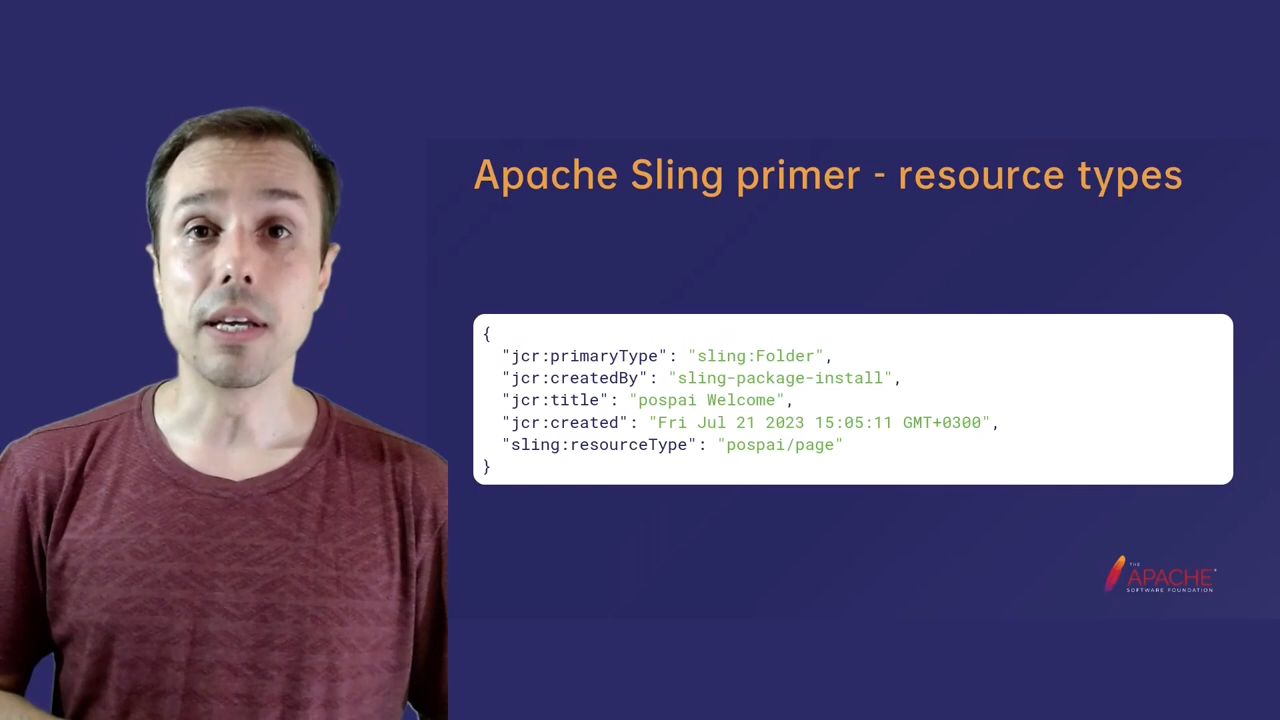 Apache Sling primer - resource types
{
"jcr:primaryType": "sling:Folder",
"jcr:createdBy": "sling-package-install",
"jcr:title": "pospai Welcome",
"jcr:created": "Fri Jul 21 2023 15:05:11 GMT+0300",
"sling:resourceType": "pospai/page"
}
THE
APACHE
SOFTWARE FOUNDATION